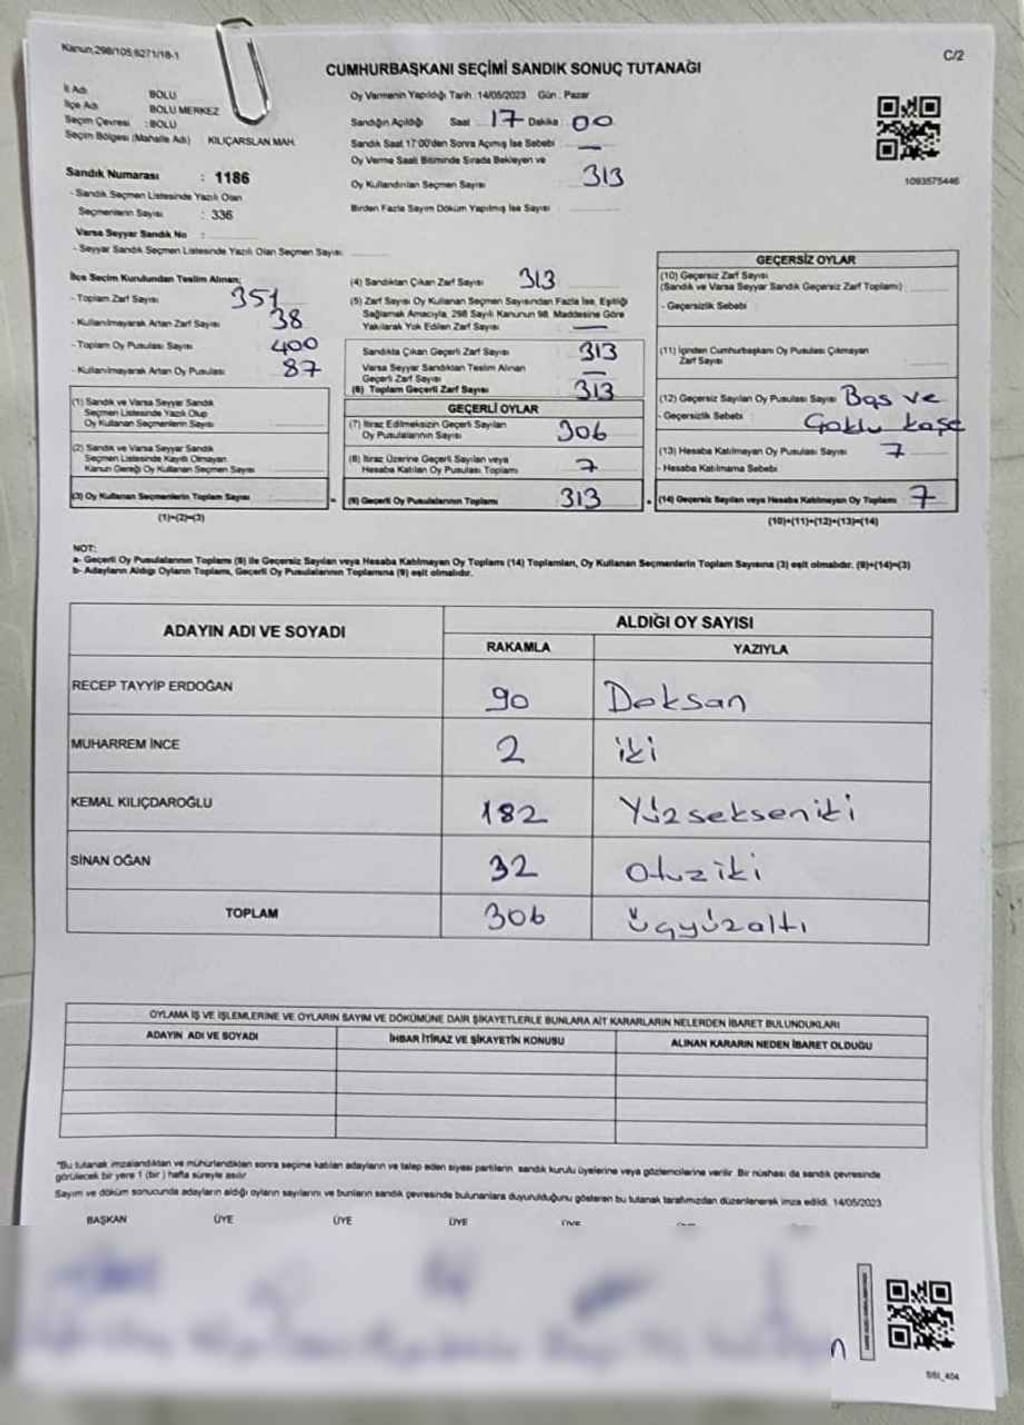 Kanun,298/105,6271/18-1
C/2
CUMHURBAŞKANI SEÇİMİ SANDIK SONUÇ TUTANAĞI
İl Adı BOLU
İlçe Adı BOLU MERKEZ
Seçim Çevresi : BOLU
Seçim Bölgesi (Mahalle Adı) KILIÇARSLAN MAH.
Oy Vermenin Yapıldığı Tarih : 14/05/2023 Gün : Pazar
Sandığın Açıldığı Saat 17 Dakika 00
Sandık Saat 17:00'den Sonra Açılmış İse Sebebi —
Oy Verme Saati Bitiminde Sırada Bekleyen ve
Oy Kullandırılan Seçmen Sayısı 313
Birden Fazla Sayım Döküm Yapılmış İse Sayısı
1093575446
Sandık Numarası : 1186
- Sandık Seçmen Listesinde Yazılı Olan
Seçmenlerin Sayısı : 336
Varsa Seyyar Sandık No :
- Seyyar Sandık Seçmen Listesinde Yazılı Olan Seçmen Sayısı
İlçe Seçim Kurulundan Teslim Alınan;
- Toplam Zarf Sayısı 351
- Kullanılmayarak Artan Zarf Sayısı 38
- Toplam Oy Pusulası Sayısı 400
- Kullanılmayarak Artan Oy Pusulası 87
(1) Sandık ve Varsa Seyyar Sandık
Seçmen Listesinde Yazılı Olup
Oy Kullanan Seçmenlerin Sayısı
(2) Sandık ve Varsa Seyyar Sandık
Seçmen Listesinde Kayıtlı Olmayan
Kanun Gereği Oy Kullanan Seçmen Sayısı
(3) Oy Kullanan Seçmenlerin Toplam Sayısı
(1)+(2)=(3)
(4) Sandıktan Çıkan Zarf Sayısı 313
(5) Zarf Sayısı Oy Kullanan Seçmen Sayısından Fazla İse, Eşitliği
Sağlamak Amacıyla, 298 Sayılı Kanunun 98. Maddesine Göre
Yakılarak Yok Edilen Zarf Sayısı —
Sandıkta Çıkan Geçerli Zarf Sayısı 313
Varsa Seyyar Sandıktan Teslim Alınan
Geçerli Zarf Sayısı —
(6) Toplam Geçerli Zarf Sayısı 313
GEÇERLİ OYLAR
(7) İtiraz Edilmeksizin Geçerli Sayılan
Oy Pusulalarının Sayısı 306
(8) İtiraz Üzerine Geçerli Sayılan veya
Hesaba Katılan Oy Pusulası Toplamı 7
(9) Geçerli Oy Pusulalarının Toplamı 313
GEÇERSİZ OYLAR
(10) Geçersiz Zarf Sayısı
(Sandık ve Varsa Seyyar Sandık Geçersiz Zarf Toplamı)
- Geçersizlik Sebebi
(11) İçinden Cumhurbaşkanı Oy Pusulası Çıkmayan
Zarf Sayısı
(12) Geçersiz Sayılan Oy Pusulası Sayısı Boş ve
- Geçersizlik Sebebi Çoklu kaşe
(13) Hesaba Katılmayan Oy Pusulası Sayısı 7
- Hesaba Katılmama Sebebi
(14) Geçersiz Sayılan veya Hesaba Katılmayan Oy Toplamı 7
(10)+(11)+(12)+(13)=(14)
NOT:
a- Geçerli Oy Pusulalarının Toplamı (9) ile Geçersiz Sayılan veya Hesaba Katılmayan Oy Toplamı (14) Toplamları, Oy Kullanan Seçmenlerin Toplam Sayısına (3) eşit olmalıdır. (9)+(14)=(3)
b- Adayların Aldığı Oyların Toplamı, Geçerli Oy Pusulalarının Toplamına (9) eşit olmalıdır.
ADAYIN ADI VE SOYADI
ALDIĞI OY SAYISI
RAKAMLA YAZIYLA
RECEP TAYYİP ERDOĞAN 90 Doksan
MUHARREM İNCE 2 iki
KEMAL KILIÇDAROĞLU 182 Yüzsekseniki
SİNAN OĞAN 32 otuziki
TOPLAM 306 üçyüzaltı
OYLAMA İŞ VE İŞLEMLERİNE VE OYLARIN SAYIM VE DÖKÜMÜNE DAİR ŞİKAYETLERLE BUNLARA AİT KARARLARIN NELERDEN İBARET BULUNDUKLARI
ADAYIN ADI VE SOYADI İHBAR İTİRAZ VE ŞİKAYETİN KONUSU ALINAN KARARIN NEDEN İBARET OLDUĞU
"Bu tutanak imzalandıktan ve mühürlendikten sonra seçime katılan adayların ve talep eden siyasi partilerin sandık kurulu üyelerine veya gözlemcilerine verilir. Bir nüshası da sandık çevresinde
görülecek bir yere 1 (bir) hafta süreyle asılır
Sayım ve döküm sonucunda adayların aldığı oyların sayılarını ve bunların sandık çevresinde bulunanlara duyurulduğunu gösteren bu tutanak tarafımızdan düzenlenerek imza edildi. 14/05/2023
BAŞKAN ÜYE ÜYE ÜYE ÜYE